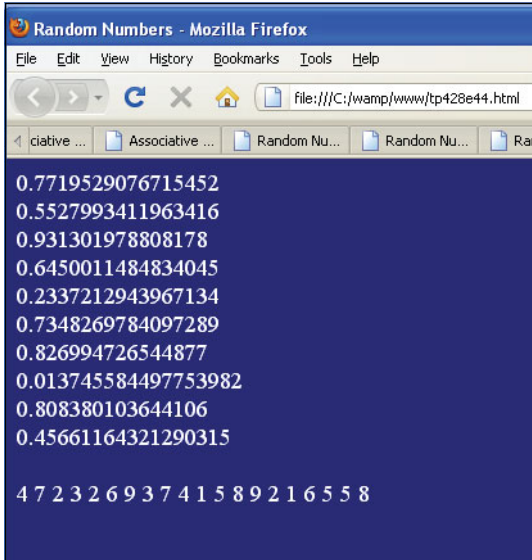 Random Numbers - Mozilla Firefox
File Edit View History Bookmarks Tools Help
file:///C:/wamp/www/tp428e44.html
ciative ... Associative ... Random Nu... Random Nu... Ra
0.7719529076715452
0.5527993411963416
0.931301978808178
0.6450011484834045
0.2337212943967134
0.7348269784097289
0.826994726544877
0.013745584497753982
0.808380103644106
0.45661164321290315
4 7 2 3 2 6 9 3 7 4 1 5 8 9 2 1 6 5 5 8